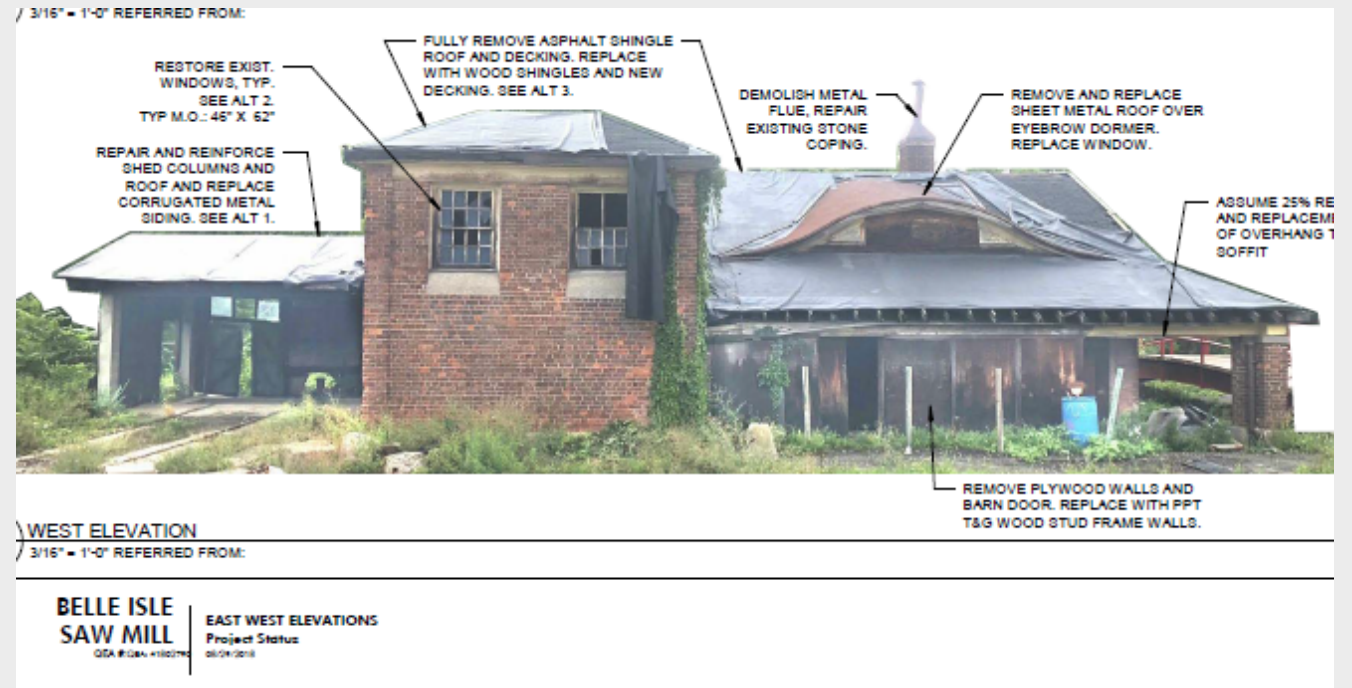 3/16" = 1'-0" REFERRED FROM:
RESTORE EXIST.
WINDOWS, TYP.
SEE ALT 2.
TYP M.O.: 46" X 62"
REPAIR AND REINFORCE
SHED COLUMNS AND
ROOF AND REPLACE
CORRUGATED METAL
SIDING. SEE ALT 1.
FULLY REMOVE ASPHALT SHINGLE
ROOF AND DECKING. REPLACE
WITH WOOD SHINGLES AND NEW
DECKING. SEE ALT 3.
DEMOLISH METAL
FLUE, REPAIR
EXISTING STONE
COPING.
REMOVE AND REPLACE
SHEET METAL ROOF OVER
EYEBROW DORMER.
REPLACE WINDOW.
ASSUME 25% RE
AND REPLACEM
OF OVERHANG T
SOFFIT
REMOVE PLYWOOD WALLS AND
BARN DOOR. REPLACE WITH PPT
T&G WOOD STUD FRAME WALLS.
WEST ELEVATION
3/16" = 1'-0" REFERRED FROM:
BELLE ISLE
SAW MILL
EAST WEST ELEVATIONS
Project Status